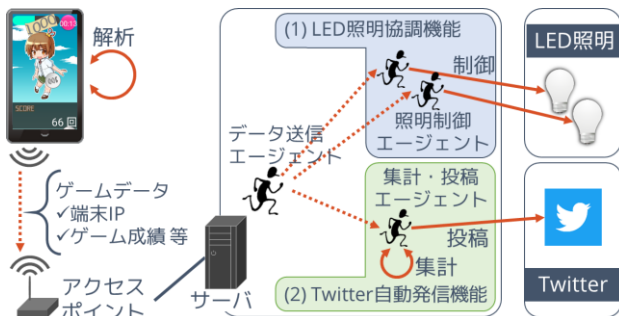 1000
00:13
SCORE
66 回
解析
ゲームデータ
✓端末IP
✓ゲーム成績 等
アクセス
ポイント
サーバ
データ送信
エージェント
(1) LED照明協調機能
制御
照明制御
エージェント
集計・投稿
エージェント
投稿
集計
(2) Twitter自動発信機能
LED照明
Twitter